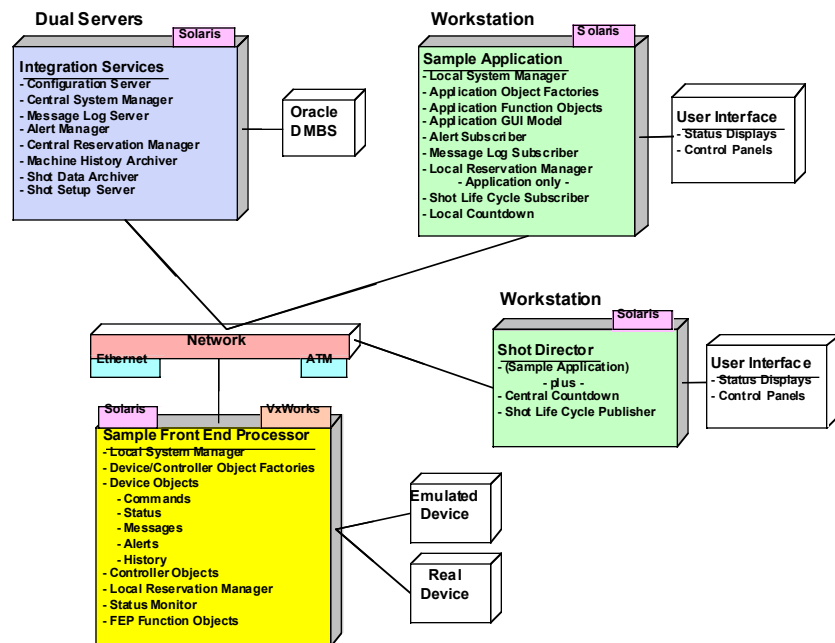 Dual Servers
Solaris
Integration Services
- Configuration Server
- Central System Manager
- Message Log Server
- Alert Manager
- Central Reservation Manager
- Machine History Archiver
- Shot Data Archiver
- Shot Setup Server
Oracle
DMBS
Workstation
Solaris
Sample Application
- Local System Manager
- Application Object Factories
- Application Function Objects
- Application GUI Model
- Alert Subscriber
- Message Log Subscriber
- Local Reservation Manager
- Application only -
- Shot Life Cycle Subscriber
- Local Countdown
User Interface
- Status Displays
- Control Panels
Network
Ethernet
ATM
Workstation
Solaris
Shot Director
- (Sample Application)
- plus -
- Central Countdown
- Shot Life Cycle Publisher
User Interface
- Status Displays
- Control Panels
Solaris
VxWorks
Sample Front End Processor
- Local System Manager
- Device/Controller Object Factories
- Device Objects
- Commands
- Status
- Messages
- Alerts
- History
- Controller Objects
- Local Reservation Manager
- Status Monitor
- FEP Function Objects
Emulated
Device
Real
Device